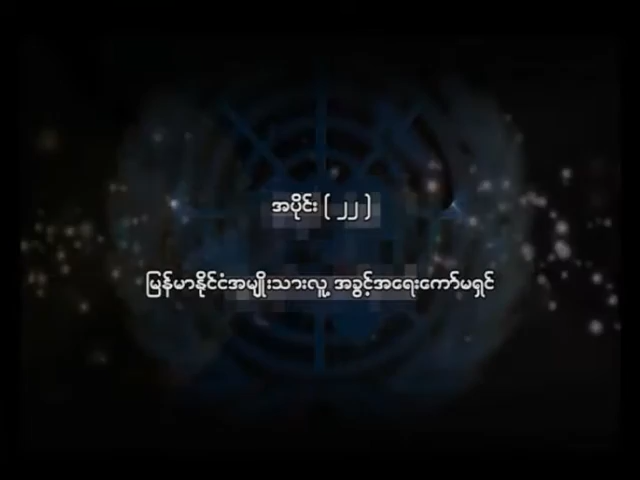 အပိုင်း ( ၂၂ )
မြန်မာနိုင်ငံအမျိုးသားလူ့ အခွင့်အရေးကော်မရှင်